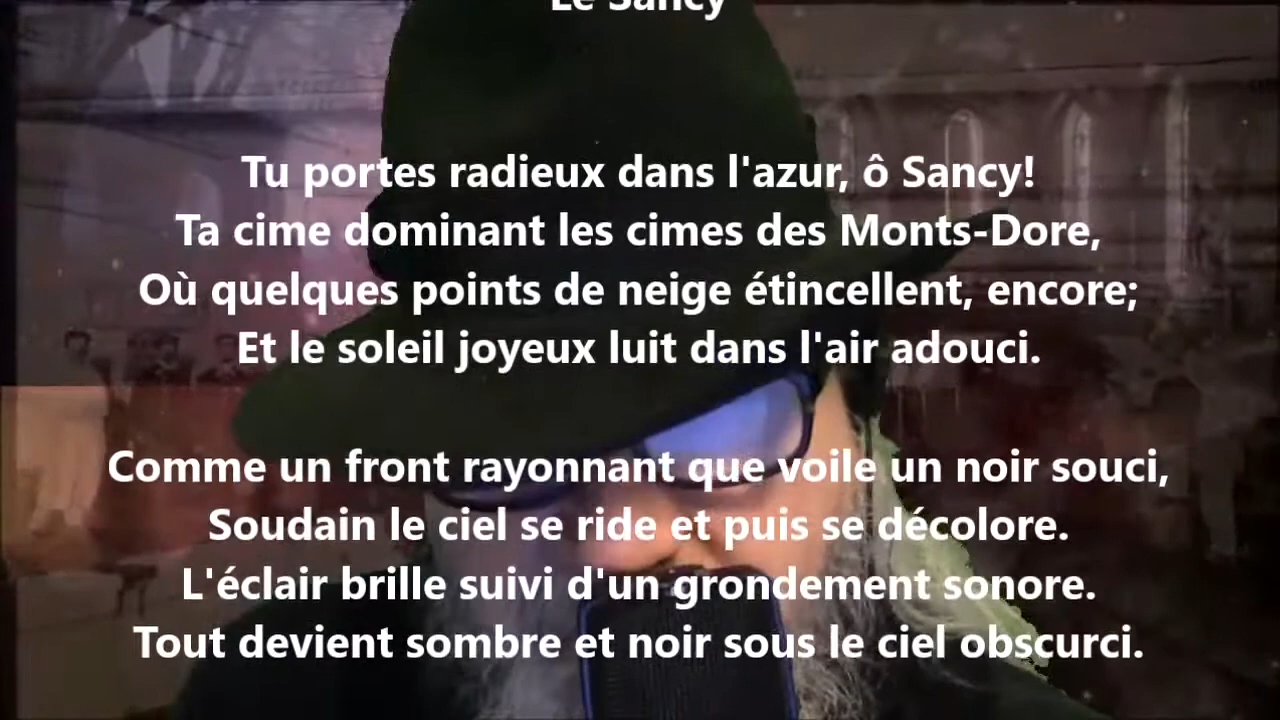 Le Sancy
Tu portes radieux dans l'azur, ô Sancy!
Ta cime dominant les cimes des Monts-Dore,
Où quelques points de neige étincellent, encore;
Et le soleil joyeux luit dans l'air adouci.
Comme un front rayonnant que voile un noir souci,
Soudain le ciel se ride et puis se décolore.
L'éclair brille suivi d'un grondement sonore.
Tout devient sombre et noir sous le ciel obscurci.